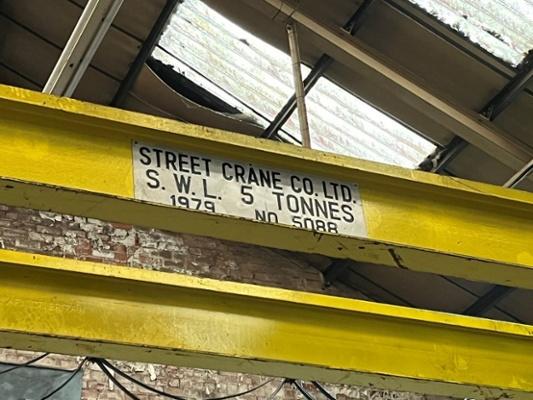 STREET CRANE CO. LTD.
S. W. L. 5 TONNES
1979 NO. 5088